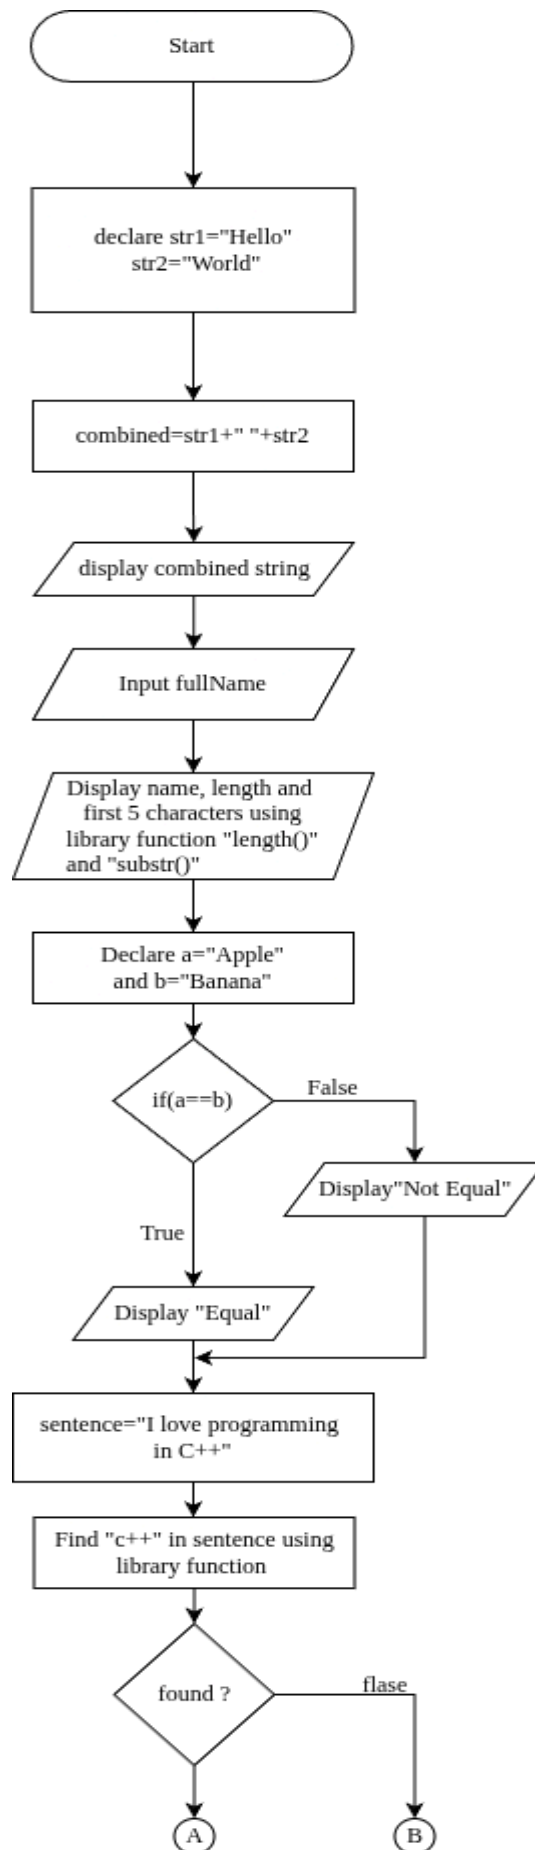 Start
declare str1="Hello"
str2="World"
combined=str1+" "+str2
display combined string
Input fullName
Display name, length and
first 5 characters using
library function "length()"
and "substr()"
Declare a="Apple"
and b="Banana"
if(a==b)
False
Display"Not Equal"
True
Display "Equal"
sentence="I love programming
in C++"
Find "c++" in sentence using
library function
found ?
flase
A
B